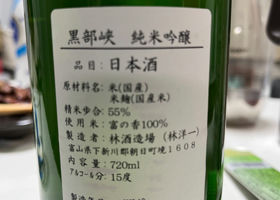 黒部峡 純米吟醸
品目：日本酒
原材料名：米(国産)
米麹(国産米)
精米歩合：55%
使用米：富の香100%
製造者：林酒造場（林洋一）
富山県下新川郡朝日町境1608
内容量：720ml
アルコール分：15度